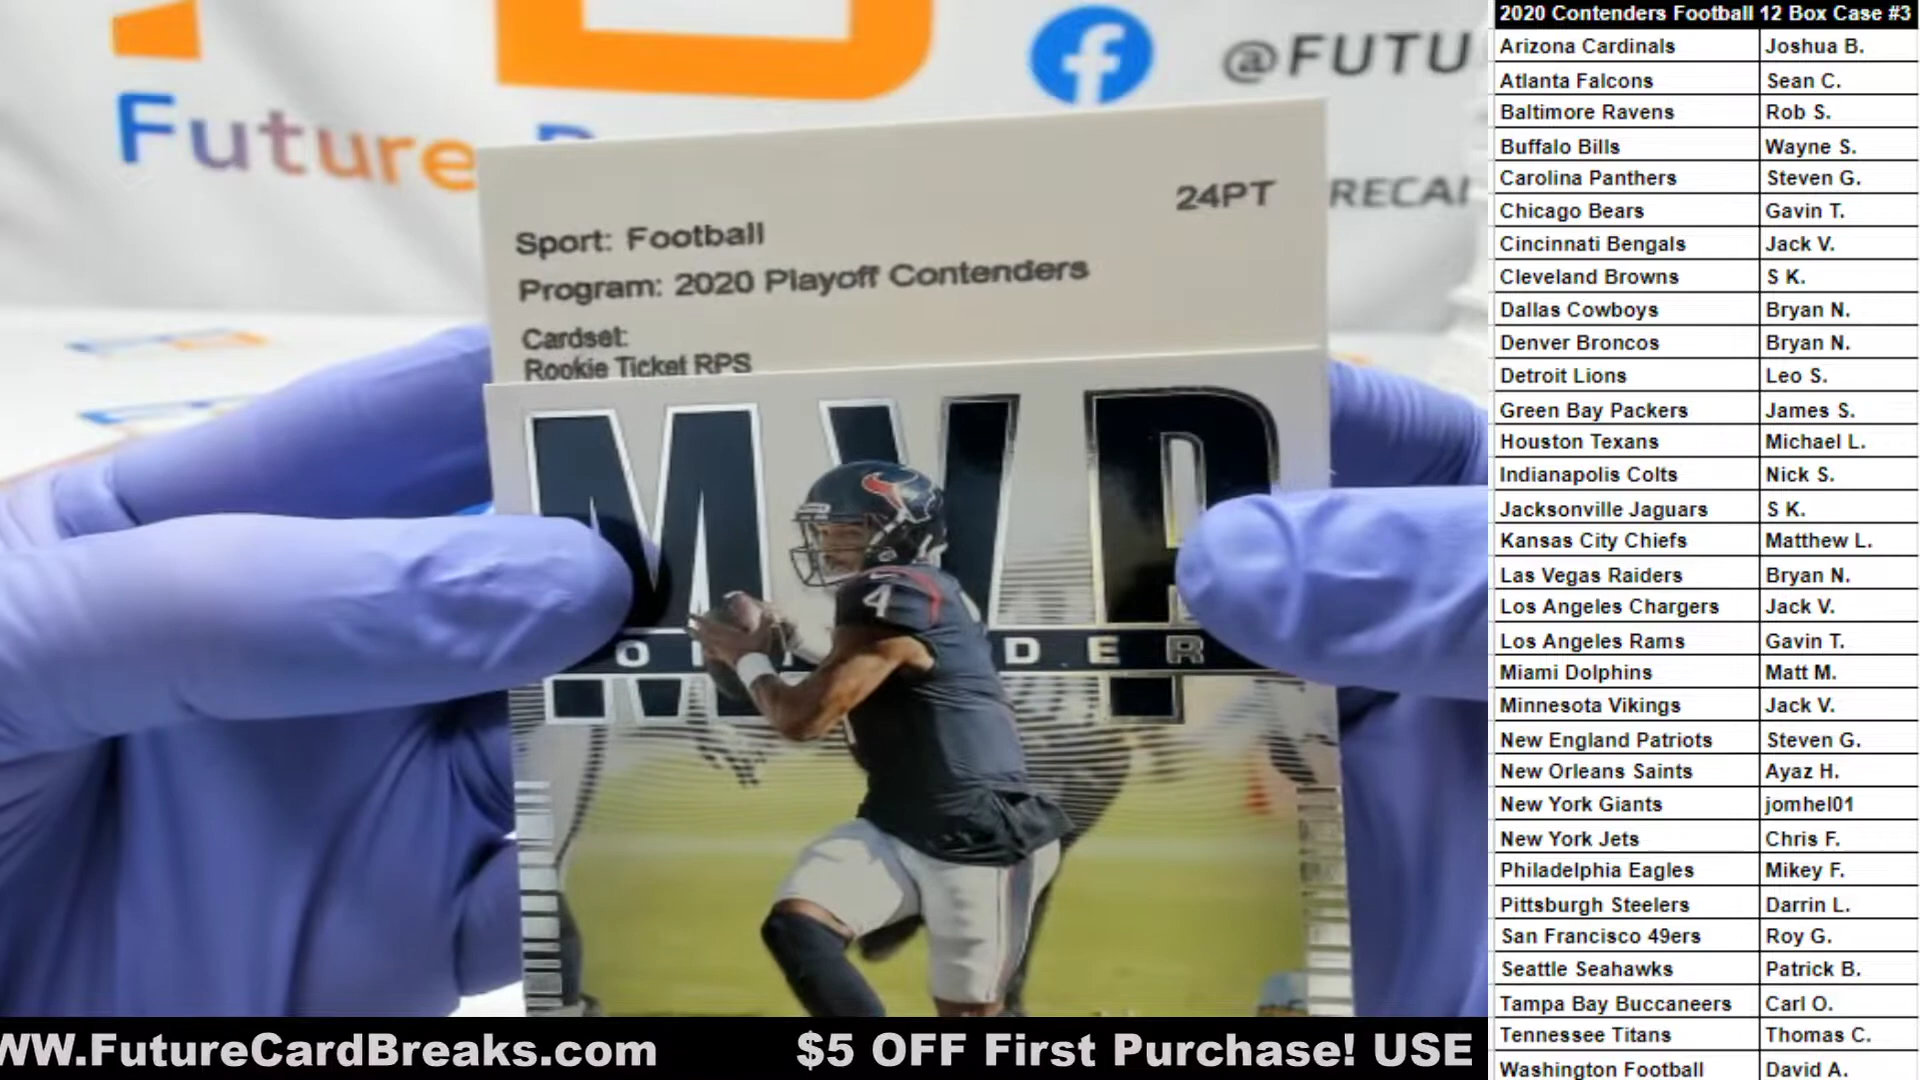 Future
@FUTU
RECA
24PT
Sport: Football
Program: 2020 Playoff Contenders
Cardset:
Rookie Ticket RPS
MVP
4
WW.FutureCardBreaks.com $5 OFF First Purchase! USE
2020 Contenders Football 12 Box Case #3
Arizona Cardinals Joshua B.
Atlanta Falcons Sean C.
Baltimore Ravens Rob S.
Buffalo Bills Wayne S.
Carolina Panthers Steven G.
Chicago Bears Gavin T.
Cincinnati Bengals Jack V.
Cleveland Browns S K.
Dallas Cowboys Bryan N.
Denver Broncos Bryan N.
Detroit Lions Leo S.
Green Bay Packers James S.
Houston Texans Michael L.
Indianapolis Colts Nick S.
Jacksonville Jaguars S K.
Kansas City Chiefs Matthew L.
Las Vegas Raiders Bryan N.
Los Angeles Chargers Jack V.
Los Angeles Rams Gavin T.
Miami Dolphins Matt M.
Minnesota Vikings Jack V.
New England Patriots Steven G.
New Orleans Saints Ayaz H.
New York Giants jomhel01
New York Jets Chris F.
Philadelphia Eagles Mikey F.
Pittsburgh Steelers Darrin L.
San Francisco 49ers Roy G.
Seattle Seahawks Patrick B.
Tampa Bay Buccaneers Carl O.
Tennessee Titans Thomas C.
Washington Football David A.